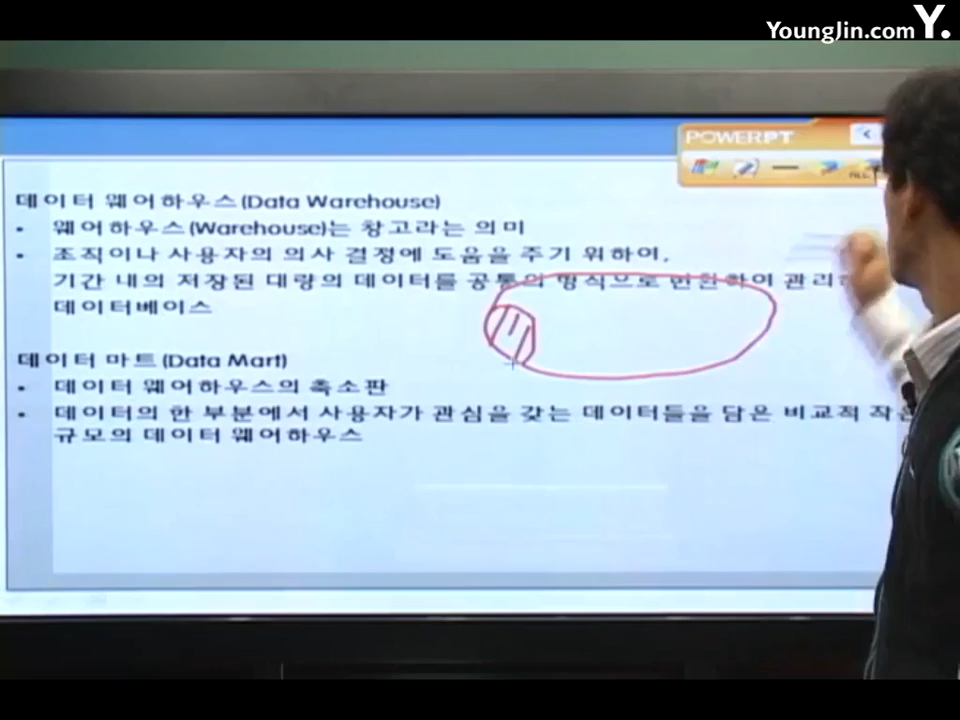 YoungJin.com Y.
POWERPT
데이터 웨어하우스(Data Warehouse)
• 웨어하우스(Warehouse)는 창고라는 의미
• 조직이나 사용자의 의사 결정에 도움을 주기 위하여,
기간 내의 저장된 대량의 데이터를 공통의 형식으로 변환하여 관리하
데이터베이스
데이터 마트(Data Mart)
• 데이터 웨어하우스의 축소판
• 데이터의 한 부분에서 사용자가 관심을 갖는 데이터들을 담은 비교적 작은
규모의 데이터 웨어하우스